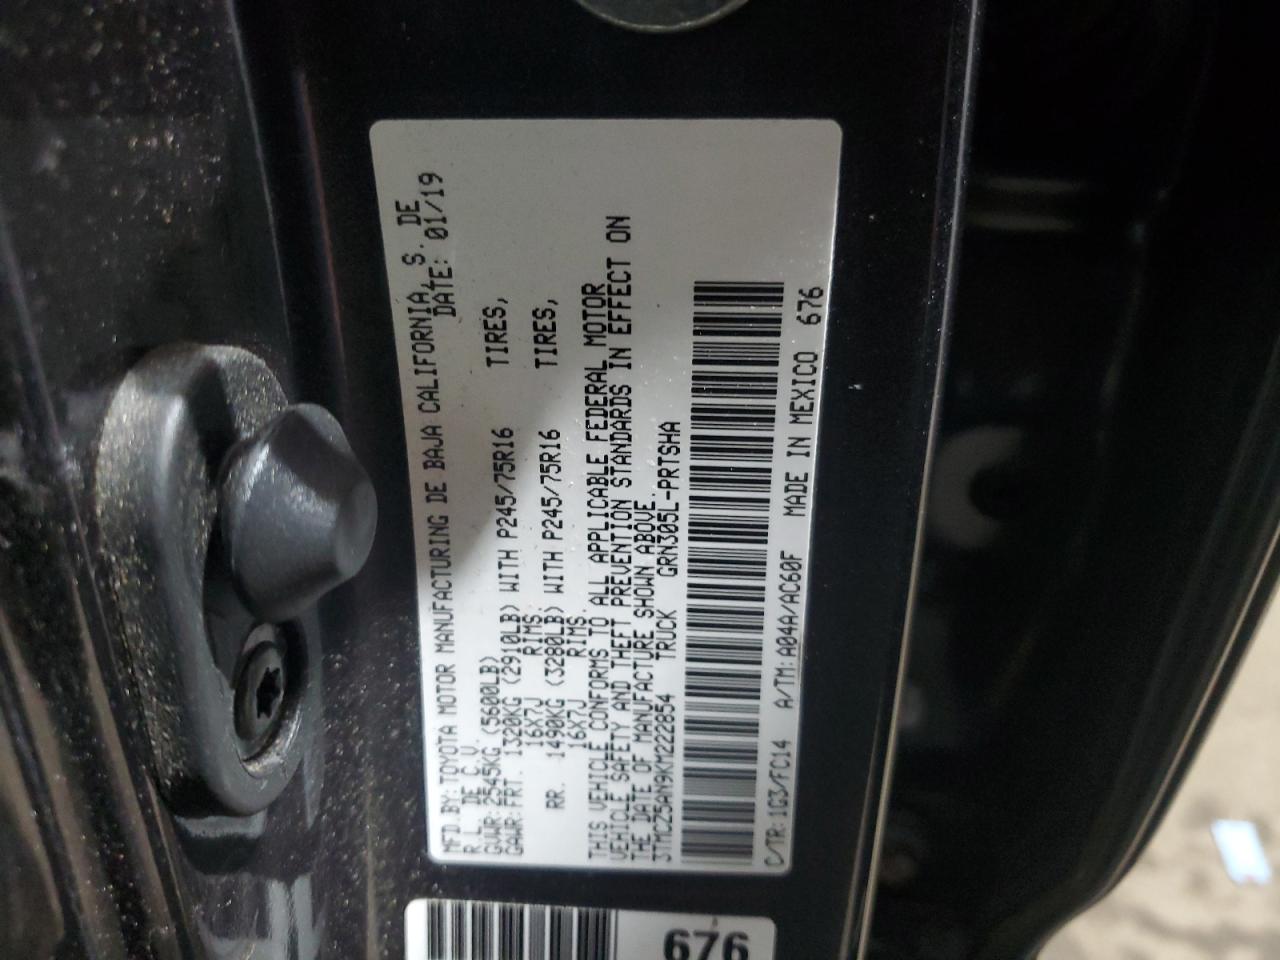 MFD.BY:TOYOTA MOTOR MANUFACTURING DE BAJA CALIFORNIA, S. DE
R.L. DE C.V. DATE: 01/19
GVWR:2545KG (5600LB)
GAWR:FRT. 1320KG (2910LB) WITH P245/75R16 TIRES,
16X7J RIMS.
RR. 1490KG (3280LB) WITH P245/75R16 TIRES,
16X7J RIMS.
THIS VEHICLE CONFORMS TO ALL APPLICABLE FEDERAL MOTOR
VEHICLE SAFETY AND THEFT PREVENTION STANDARDS IN EFFECT ON
THE DATE OF MANUFACTURE SHOWN ABOVE.
3TMCZ5AN9KM222854 TRUCK GRN305L-PRTSHA
C/TR:1G3/FC14 A/TM:A04A/AC60F MADE IN MEXICO 676
676